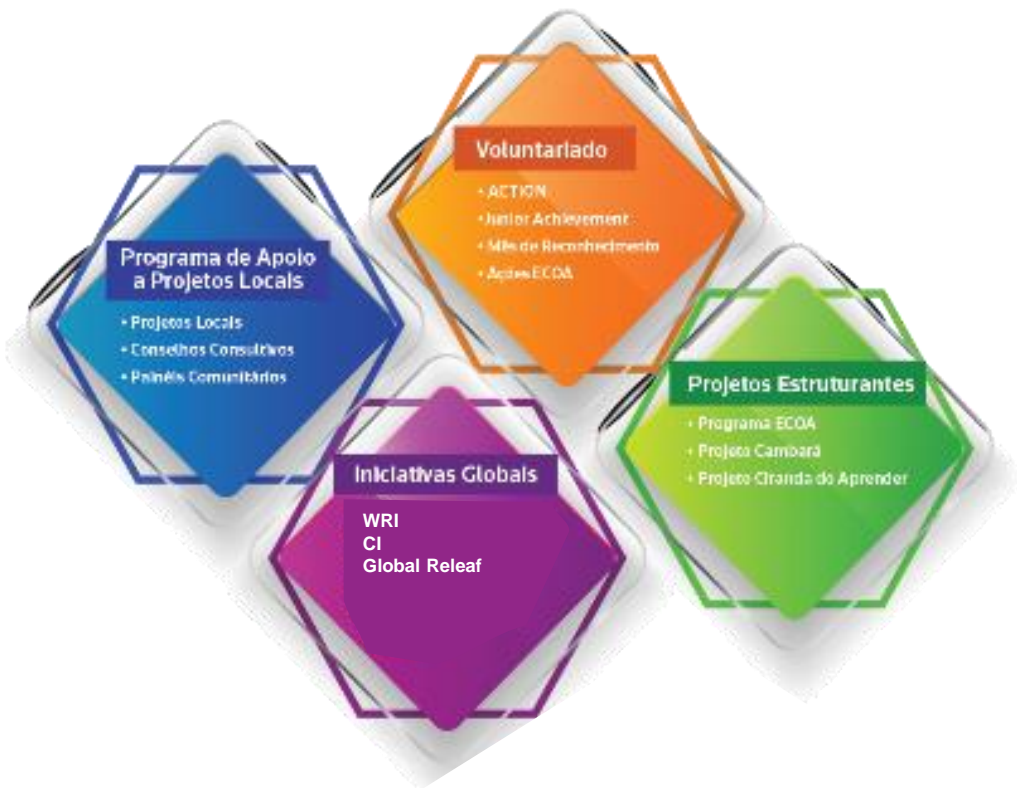 Voluntariado
• ACTION
• Junior Achievement
• Mês de Reconhecimento
• Ações ECOA
Programa de Apoio
a Projetos Locais
• Projetos Locais
• Conselhos Consultivos
• Painéis Comunitários
Projetos Estruturantes
• Programa ECOA
• Projeto Cambará
• Projeto Ciranda do Aprender
Iniciativas Globais
WRI
CI
Global Releaf